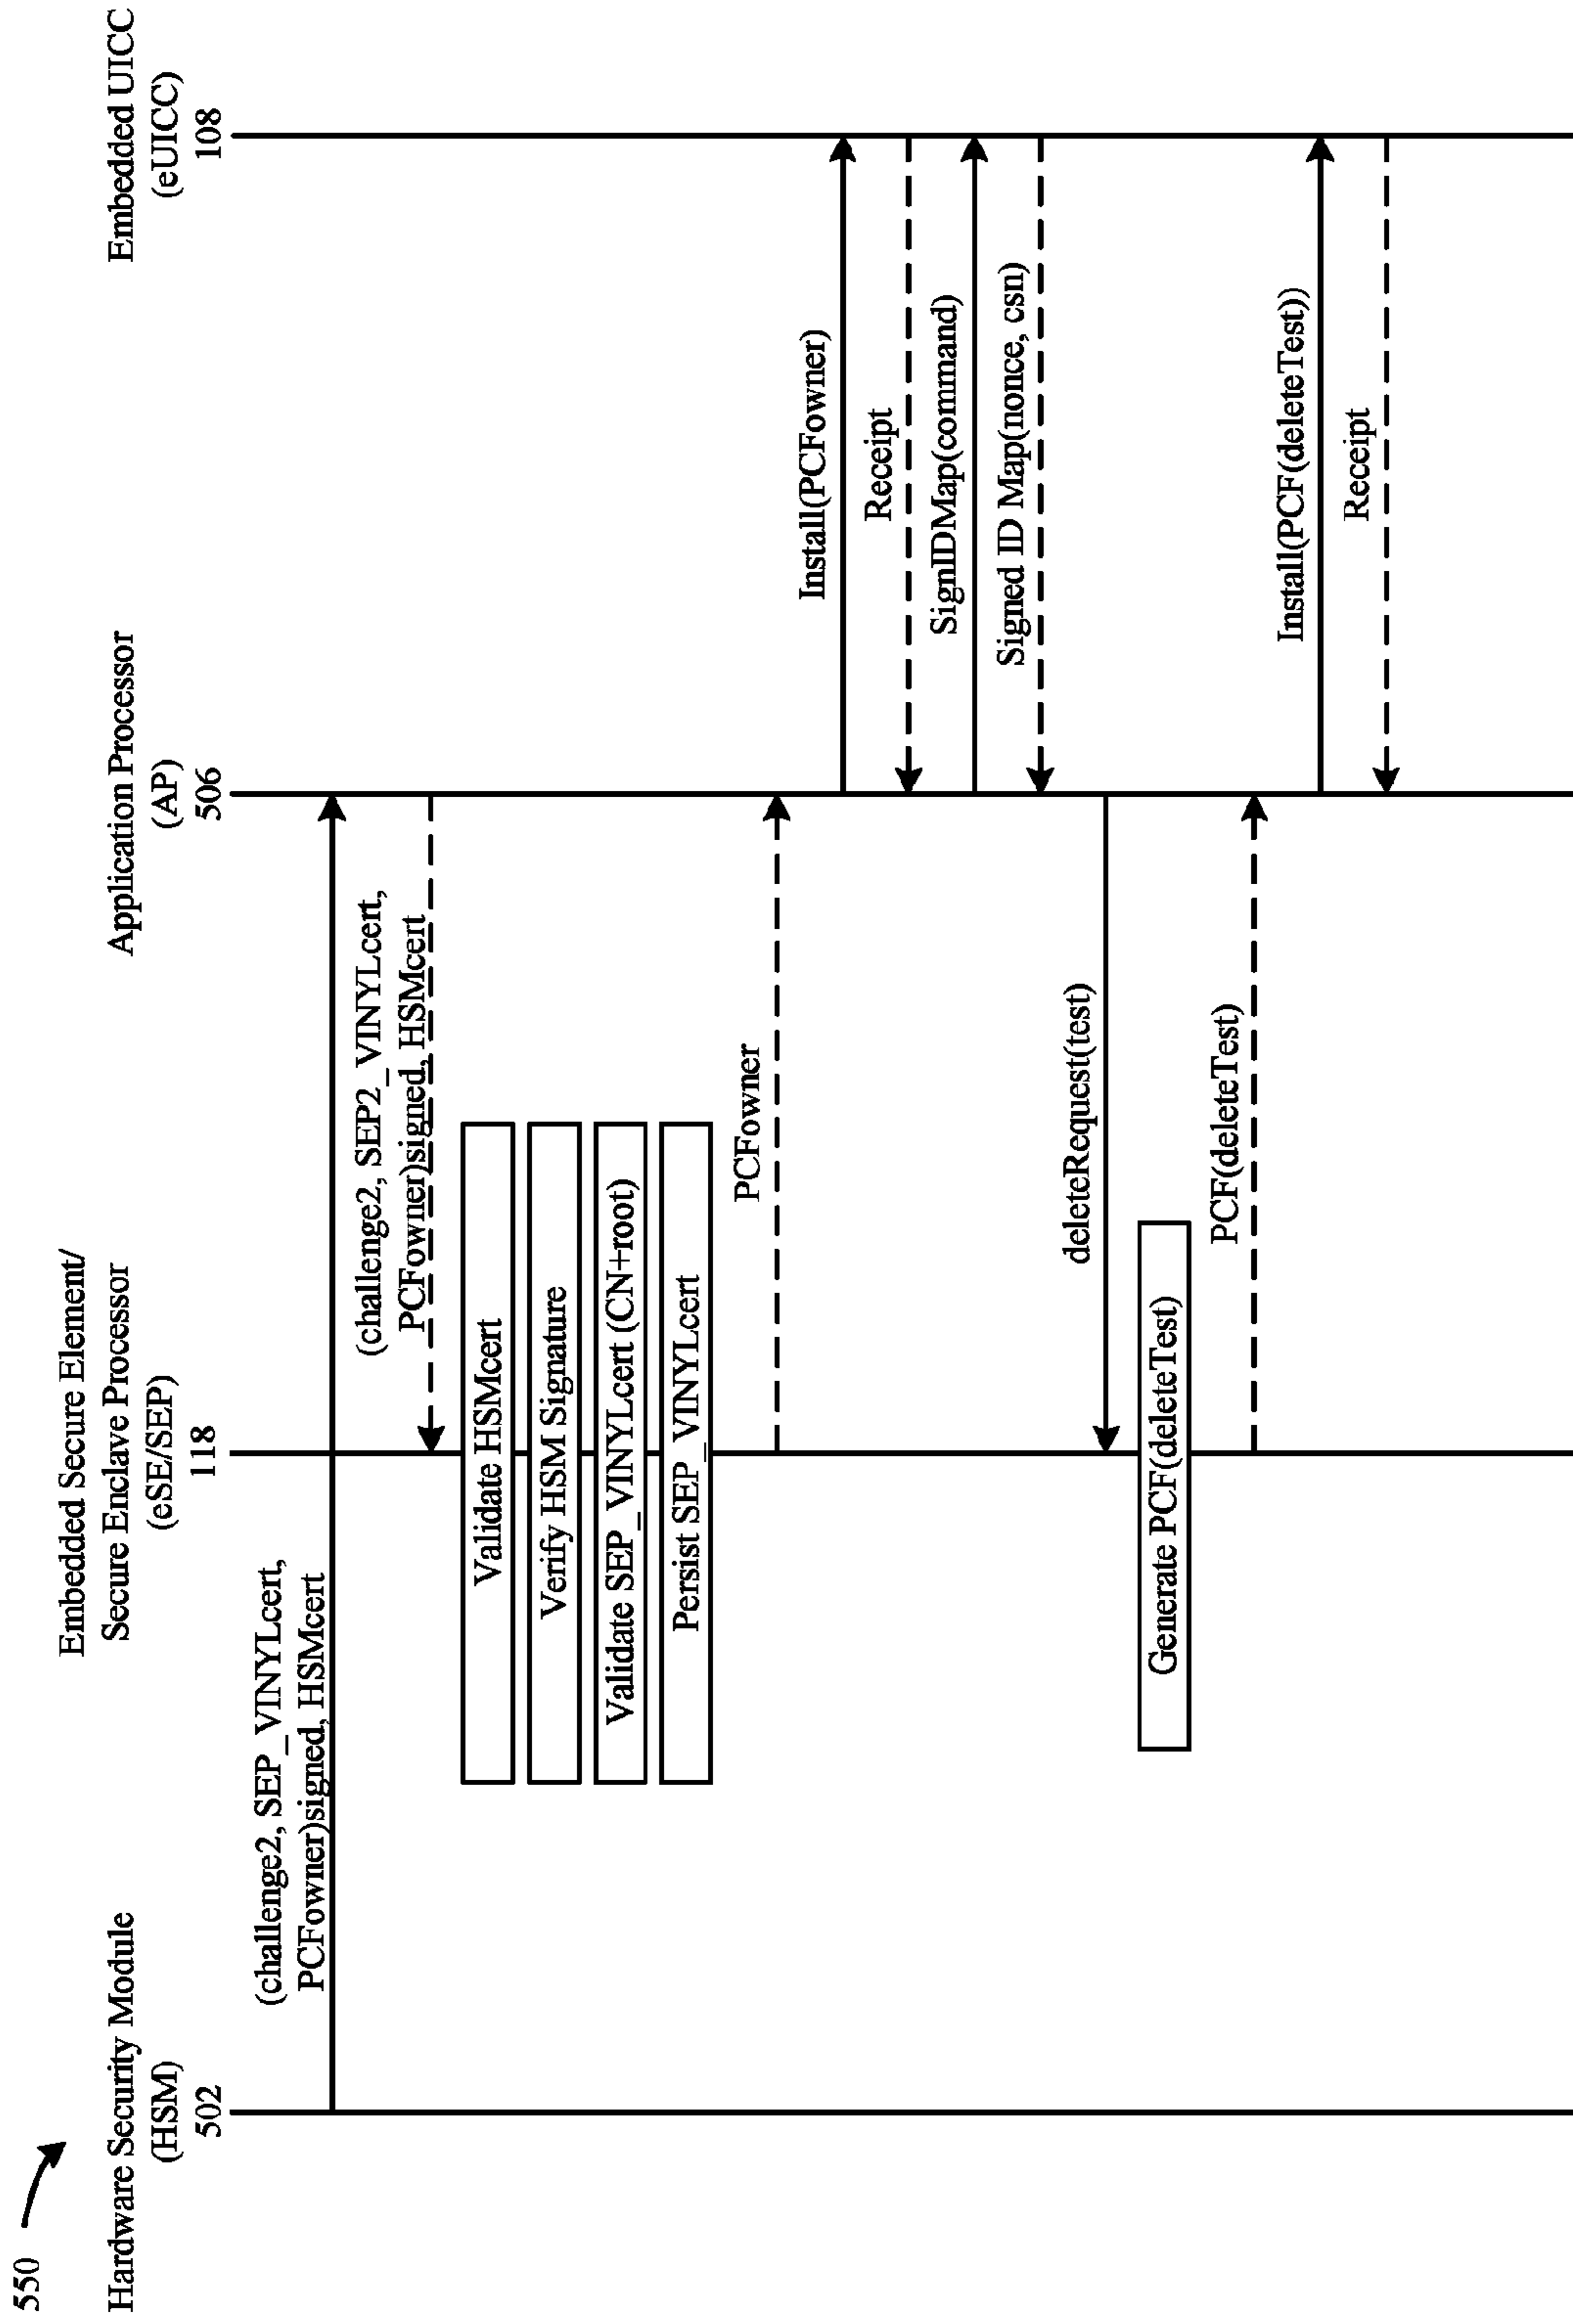 550
Hardware Security Module
(HSM)
502
Embedded Secure Element/
Secure Enclave Processor
(eSE/SEP)
118
Application Processor
(AP)
506
Embedded UICC
(eUICC)
108
(challenge2, SEP_VINYLcert,
PCFowner)signed, HSMcert
(challenge2, SEP2_VINYLcert,
PCFowner)signed, HSMcert
Validate HSMcert
Verify HSM Signature
Validate SEP_VINYLcert (CN+root)
Persist SEP_VINYLcert
PCFowner
Install(PCFowner)
Receipt
SignIDMap(command)
Signed ID Map(nonce, csn)
deleteRequest(test)
Generate PCF(deleteTest)
PCF(deleteTest)
Install(PCF(deleteTest))
Receipt